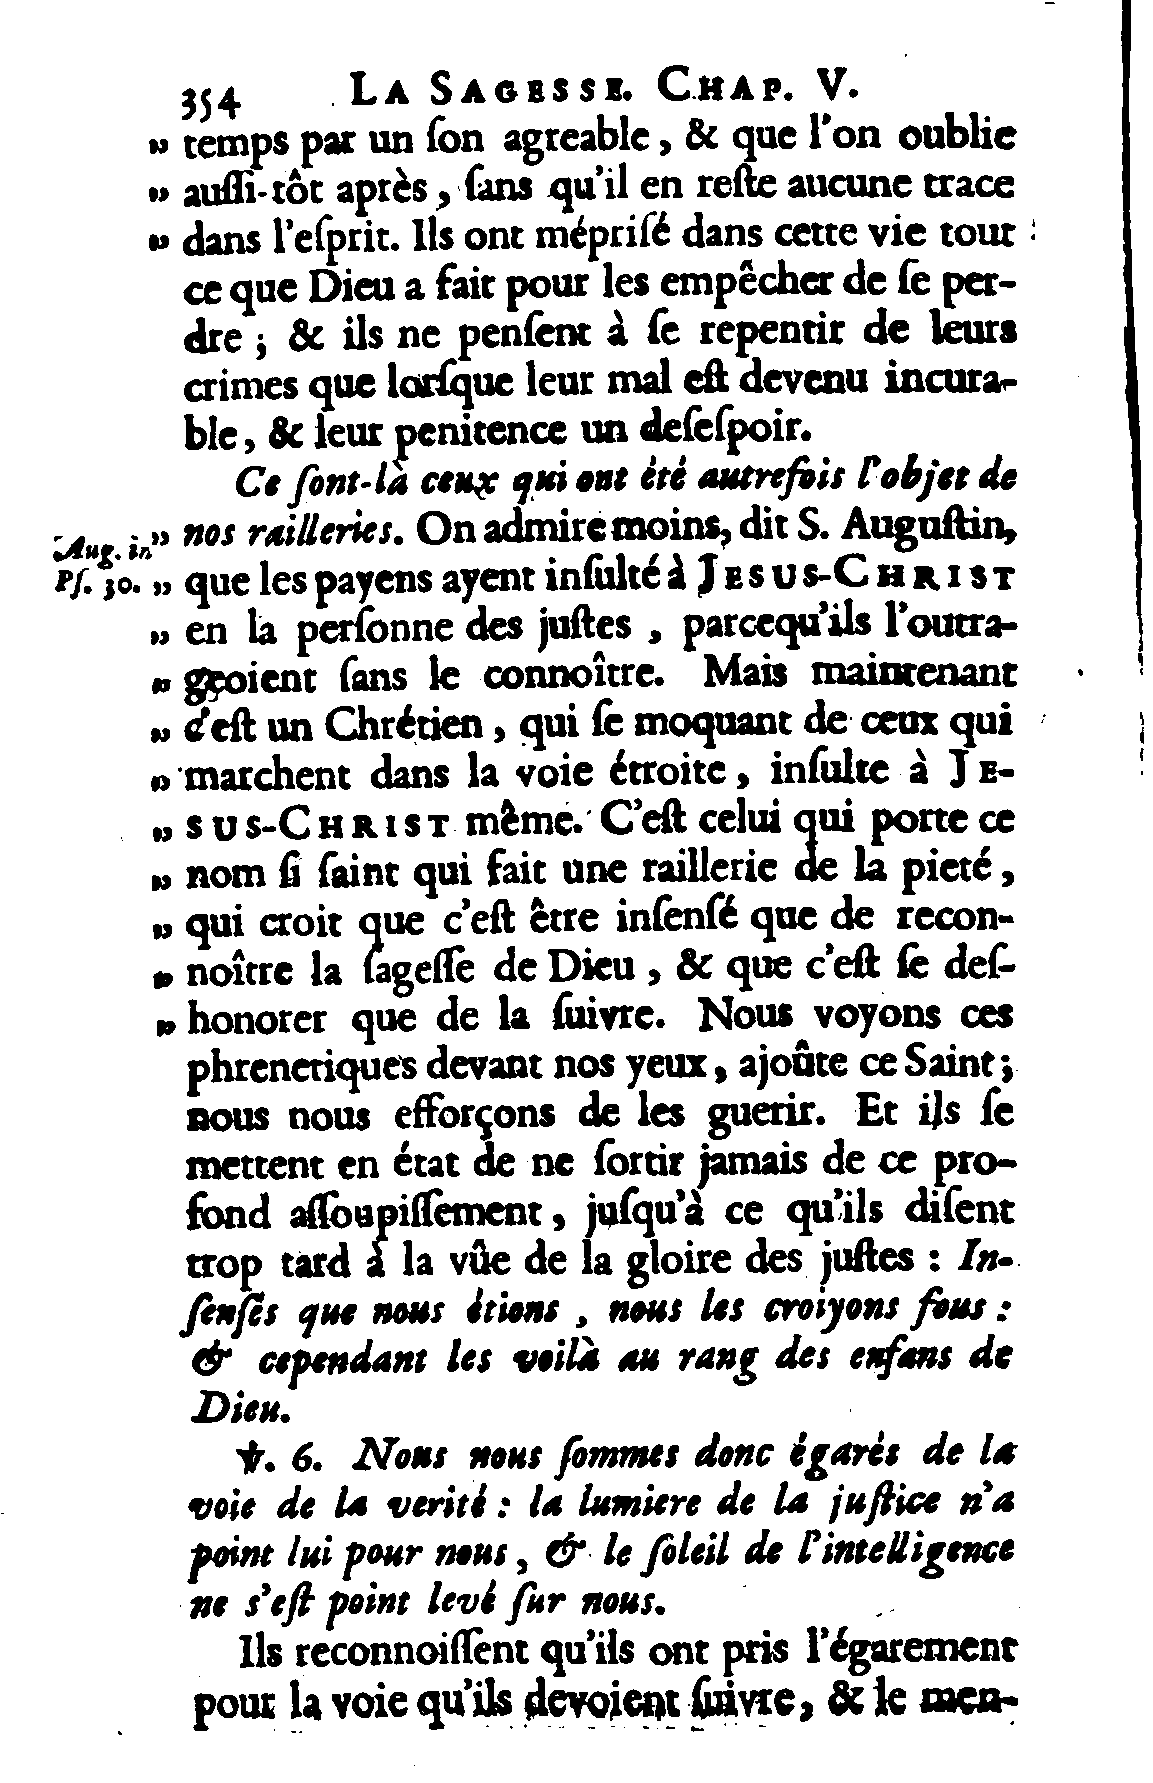 354 LA SAGESSE. CHAP. V.
„ temps par un ſon agreable, & que l'on oublie
„ auſſi-tôt après, ſans qu'il en reſte aucune trace
„ dans l'eſprit. Ils ont mépriſé dans cette vie tout
ce que Dieu a fait pour les empêcher de ſe per-
dre ; & ils ne penſent à ſe repentir de leurs
crimes que lorſque leur mal eſt devenu incura-
ble, & leur penitence un deſeſpoir.
Ce ſont-là ceux qui ont été autrefois l'objet de
Aug. in „ nos railleries. On admire moins, dit S. Auguſtin,
Pſ. 30. „ que les payens ayent inſulté à JESUS-CHRIST
„ en la perſonne des juſtes, parcequ'ils l'outra-
„ geoient ſans le connoître. Mais maintenant
„ c'eſt un Chrétien, qui ſe moquant de ceux qui
„ marchent dans la voie étroite, inſulte à JE-
„ SUS-CHRIST même. C'eſt celui qui porte ce
„ nom ſi ſaint qui fait une raillerie de la pieté,
„ qui croit que c'eſt être inſenſé que de recon-
„ noître la ſageſſe de Dieu, & que c'eſt ſe deſ-
„ honorer que de la ſuivre. Nous voyons ces
phrenetiques devant nos yeux, ajoûte ce Saint;
nous nous efforçons de les guerir. Et ils ſe
mettent en état de ne ſortir jamais de ce pro-
fond aſſoupiſſement, juſqu'à ce qu'ils diſent
trop tard à la vûe de la gloire des juſtes : In-
ſenſés que nous étions, nous les croiyons fous :
& cependant les voilà au rang des enfans de
Dieu.
℣. 6. Nous nous ſommes donc égarés de la
voie de la verité : la lumiere de la juſtice n'a
point lui pour nous, & le ſoleil de l'intelligence
ne s'eſt point levé ſur nous.
Ils reconnoiſſent qu'ils ont pris l'égarement
pour la voie qu'ils devoient ſuivre, & le men-